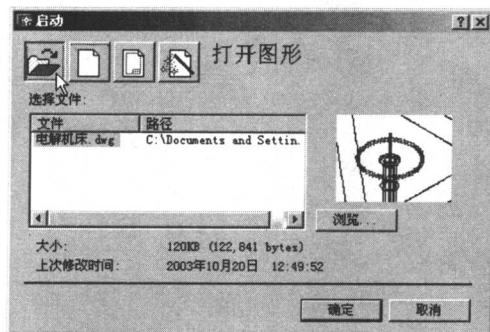 启动
打开图形
选择文件:
文件 路径
电解机床.dwg C:\Documents and Settin.
浏览...
大小: 120KB (122,841 bytes)
上次修改时间: 2003年10月20日 12:49:52
确定 取消